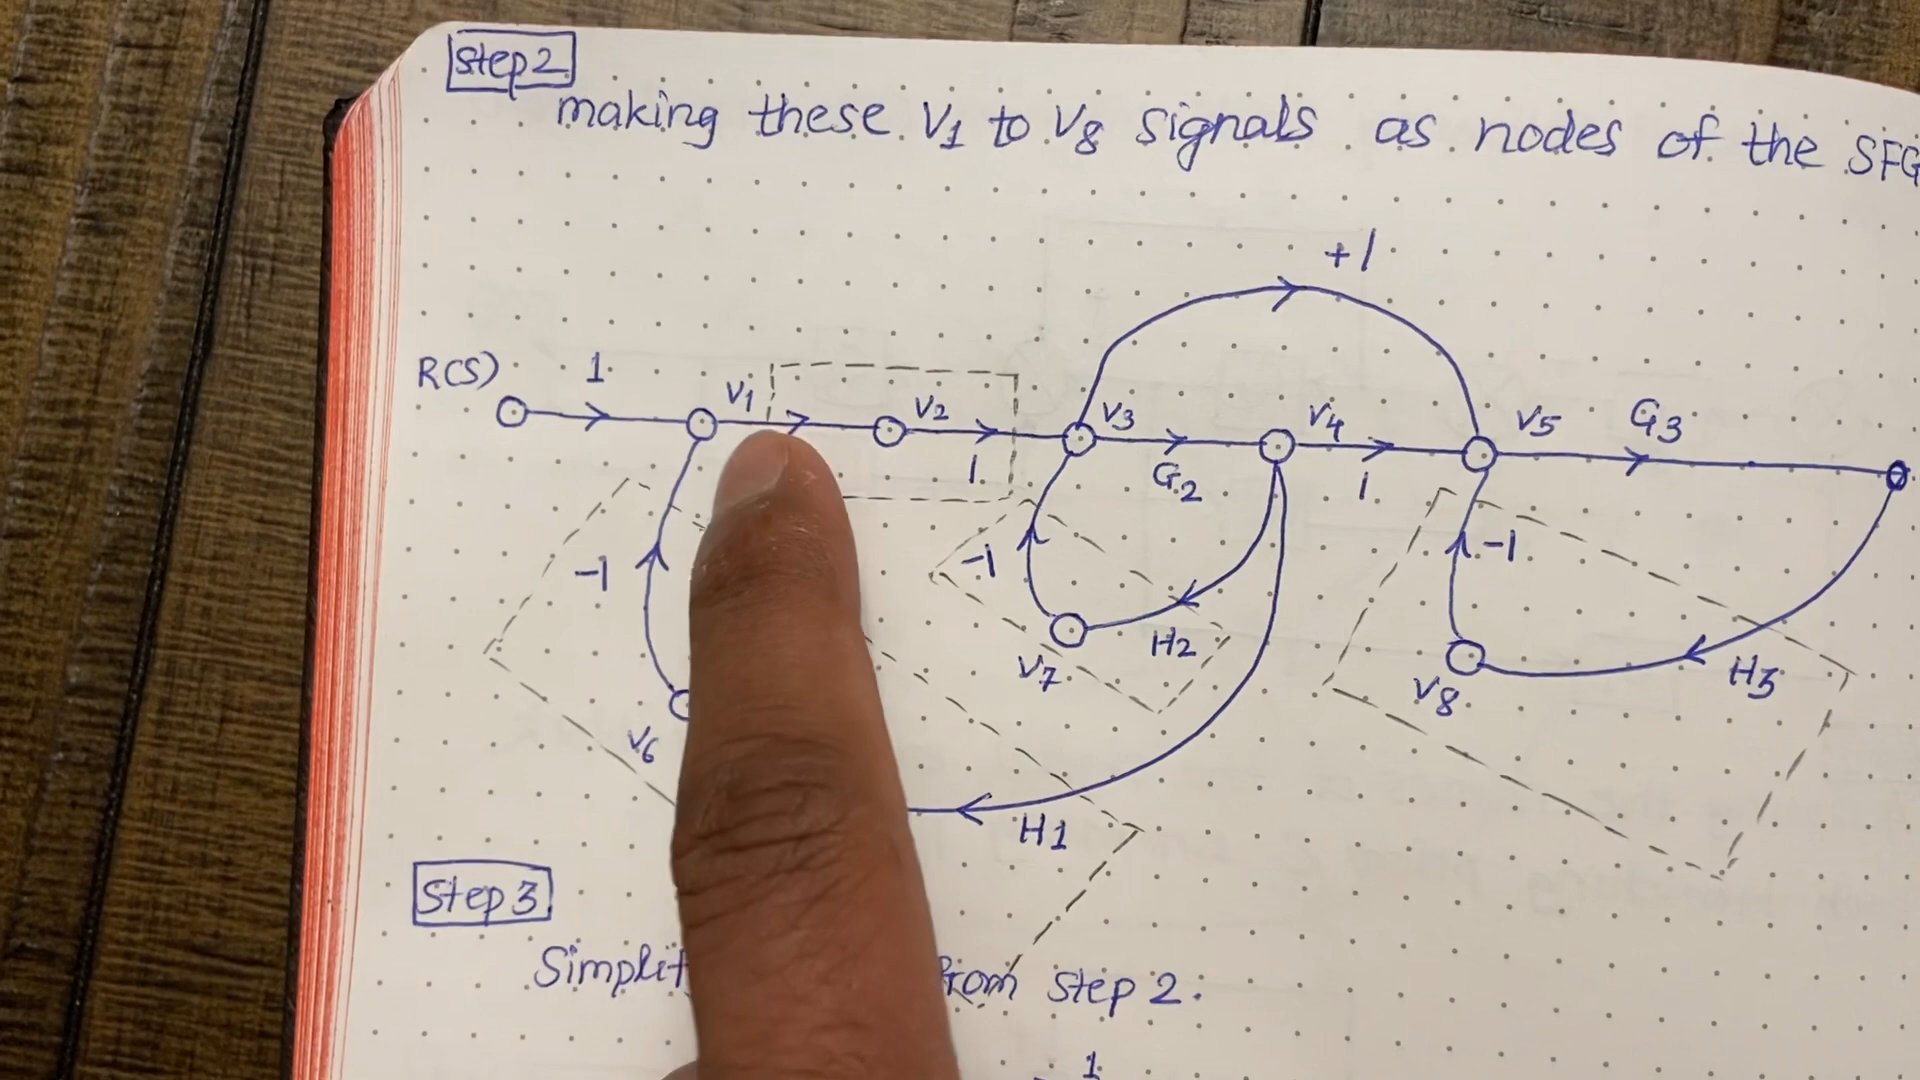 Step 2
making these V1 to V8 signals as nodes of the SFG
+1
R(S) 1 V1 V2 V3 V4 V5 G3
1 G2 1
-1 -1 -1
V7 H2 V8 H3
V6
H1
Step 3
from step 2.
1